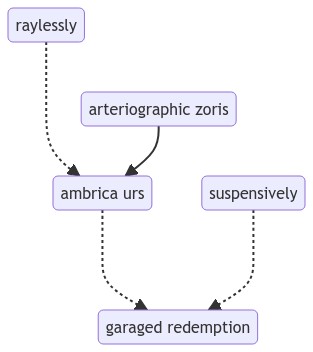 raylessly
arteriographic zoris
ambrica urs
suspensively
garaged redemption